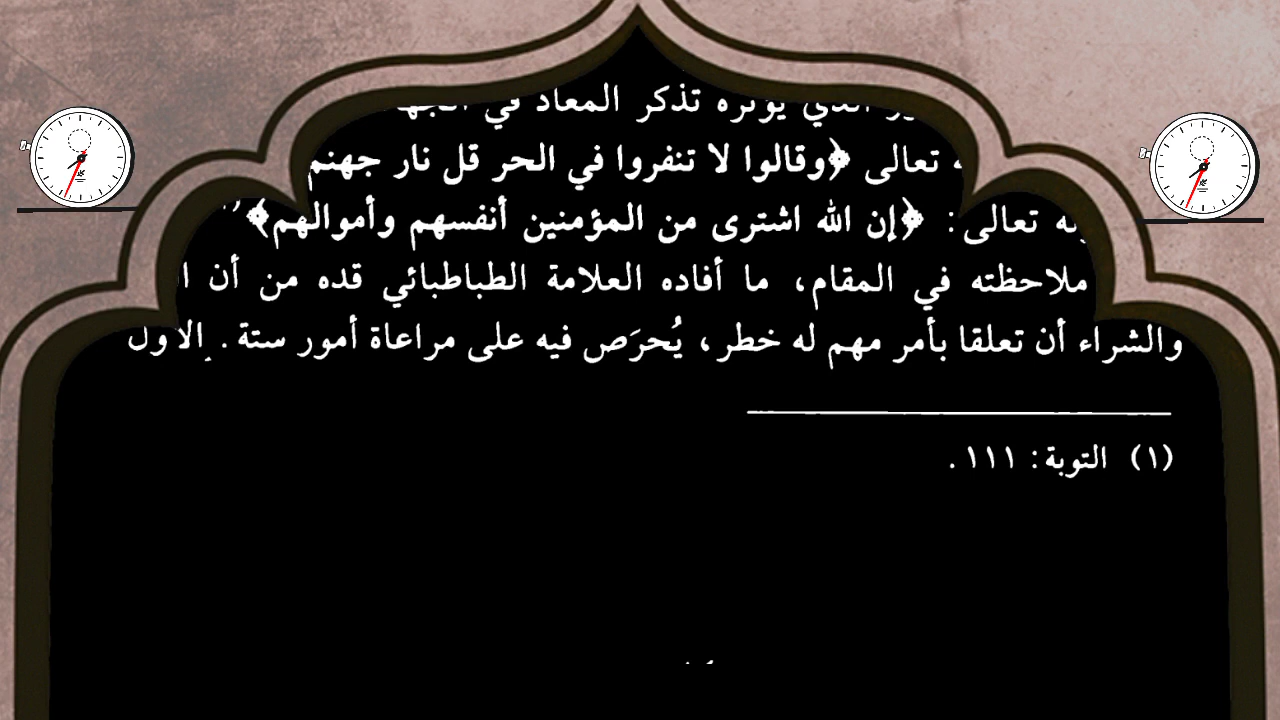 يؤثره تذكر المعاد في
تعالى ﴿وقالوا لا تنفروا في الحر قل نار جهنم
تعالى: ﴿إن الله اشترى من المؤمنين أنفسهم وأموالهم﴾
ملاحظته في المقام، ما أفاده العلامة الطباطبائي قده من أن
والشراء أن تعلقا بأمر مهم له خطر، يُحرَص فيه على مراعاة أمور ستة. الاول
(١) التوبة: ١١١.